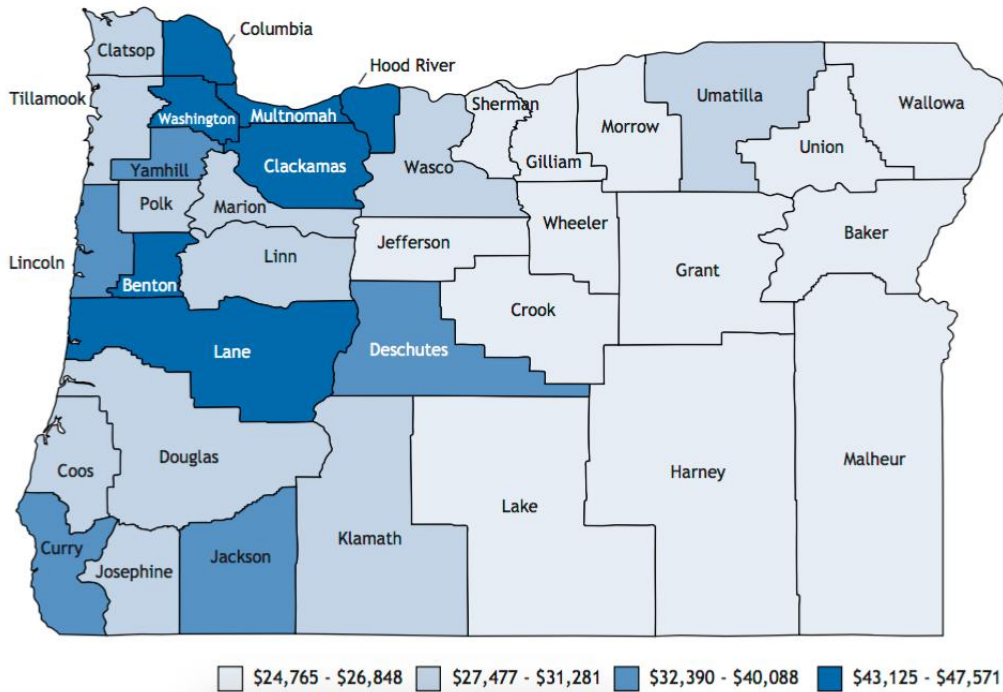 Columbia
Clatsop
Hood River
Tillamook
Washington
Multnomah
Sherman
Umatilla
Wallowa
Morrow
Gilliam
Union
Clackamas
Wasco
Yamhill
Polk
Marion
Wheeler
Baker
Jefferson
Lincoln
Linn
Grant
Benton
Crook
Lane
Deschutes
Douglas
Coos
Malheur
Harney
Lake
Klamath
Curry
Jackson
Josephine
$24,765 - $26,848 $27,477 - $31,281 $32,390 - $40,088 $43,125 - $47,571